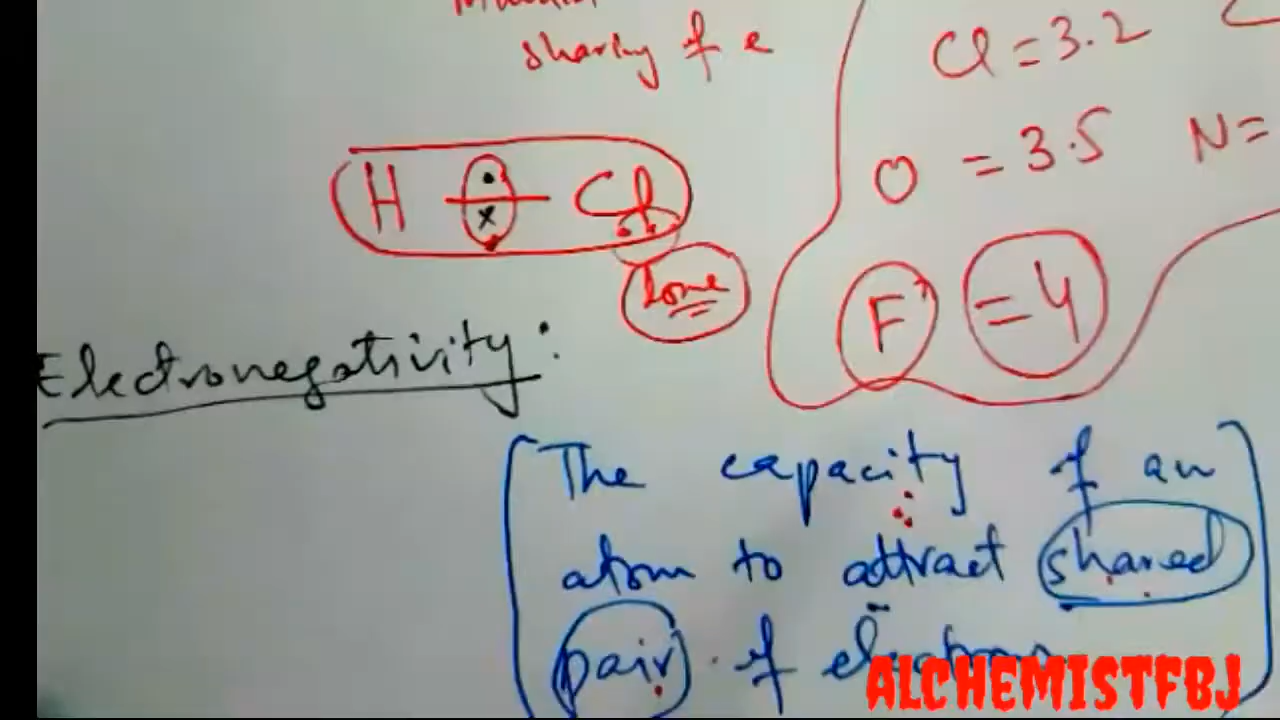 sharing of e
Cl = 3.2
O = 3.5 N =
H Cl
lone
F = 4
Electronegativity:
The capacity of an
atom to attract shared
pair of electrons
ALCHEMISTFBJ